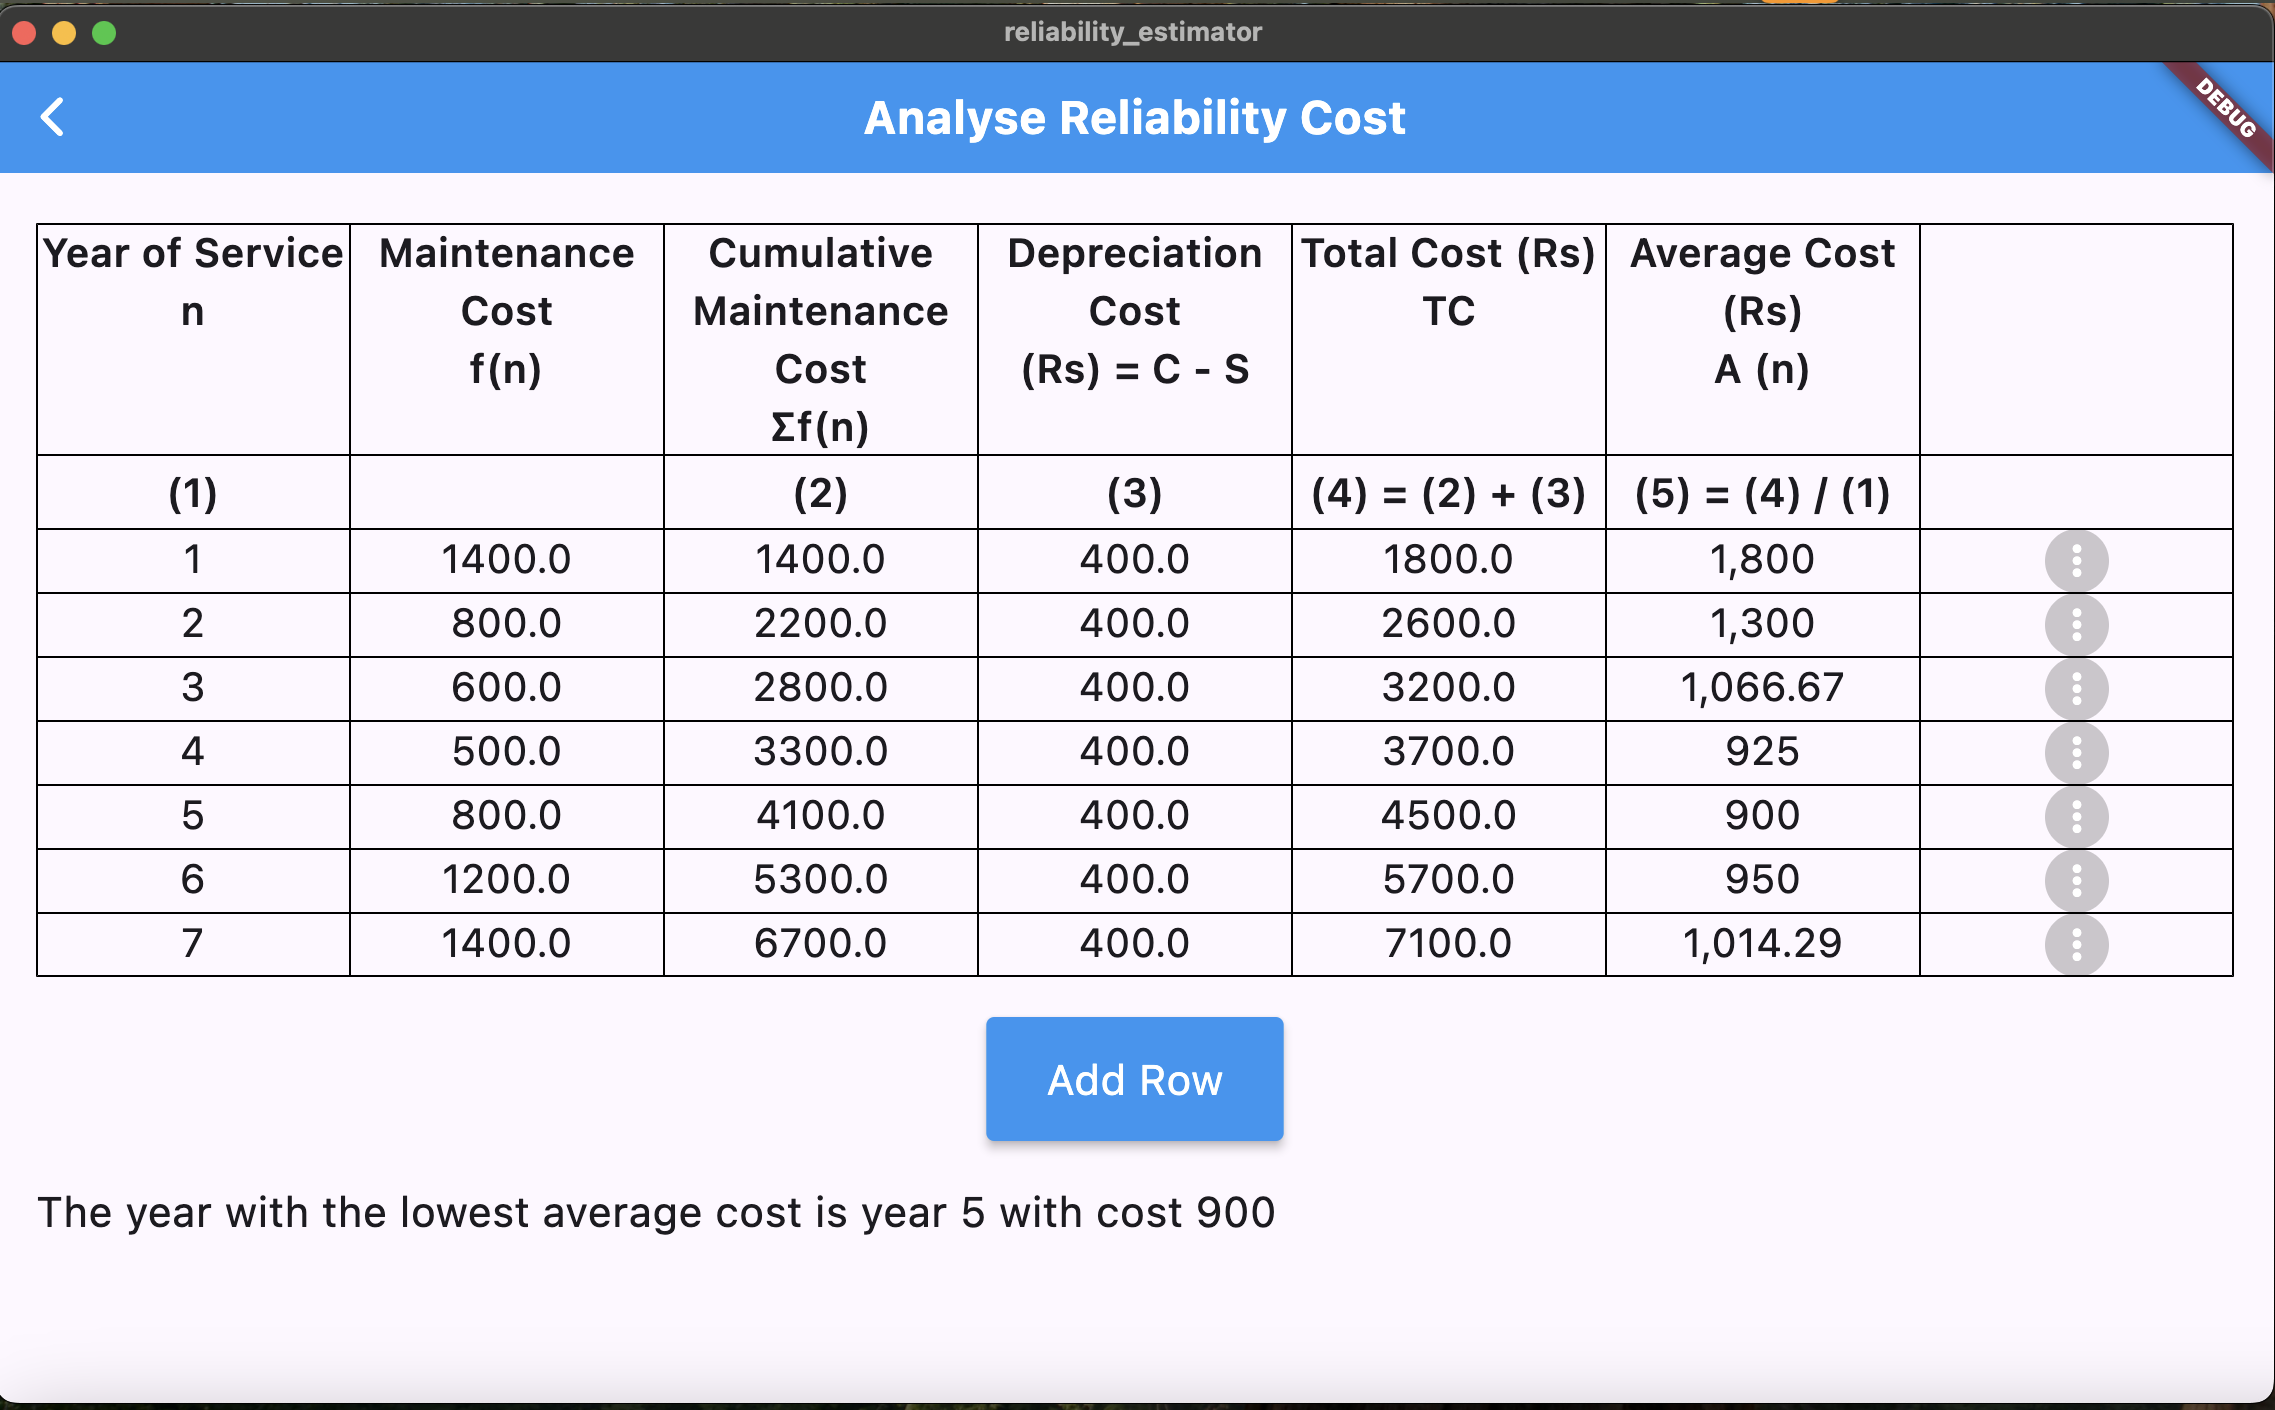 reliability_estimator
Analyse Reliability Cost
DEBUG
Year of Service n | Maintenance Cost f(n) | Cumulative Maintenance Cost Σf(n) | Depreciation Cost (Rs) = C - S | Total Cost (Rs) TC | Average Cost (Rs) A (n)
(1) (2) (3) (4) = (2) + (3) (5) = (4) / (1)
1 1400.0 1400.0 400.0 1800.0 1,800
2 800.0 2200.0 400.0 2600.0 1,300
3 600.0 2800.0 400.0 3200.0 1,066.67
4 500.0 3300.0 400.0 3700.0 925
5 800.0 4100.0 400.0 4500.0 900
6 1200.0 5300.0 400.0 5700.0 950
7 1400.0 6700.0 400.0 7100.0 1,014.29
Add Row
The year with the lowest average cost is year 5 with cost 900